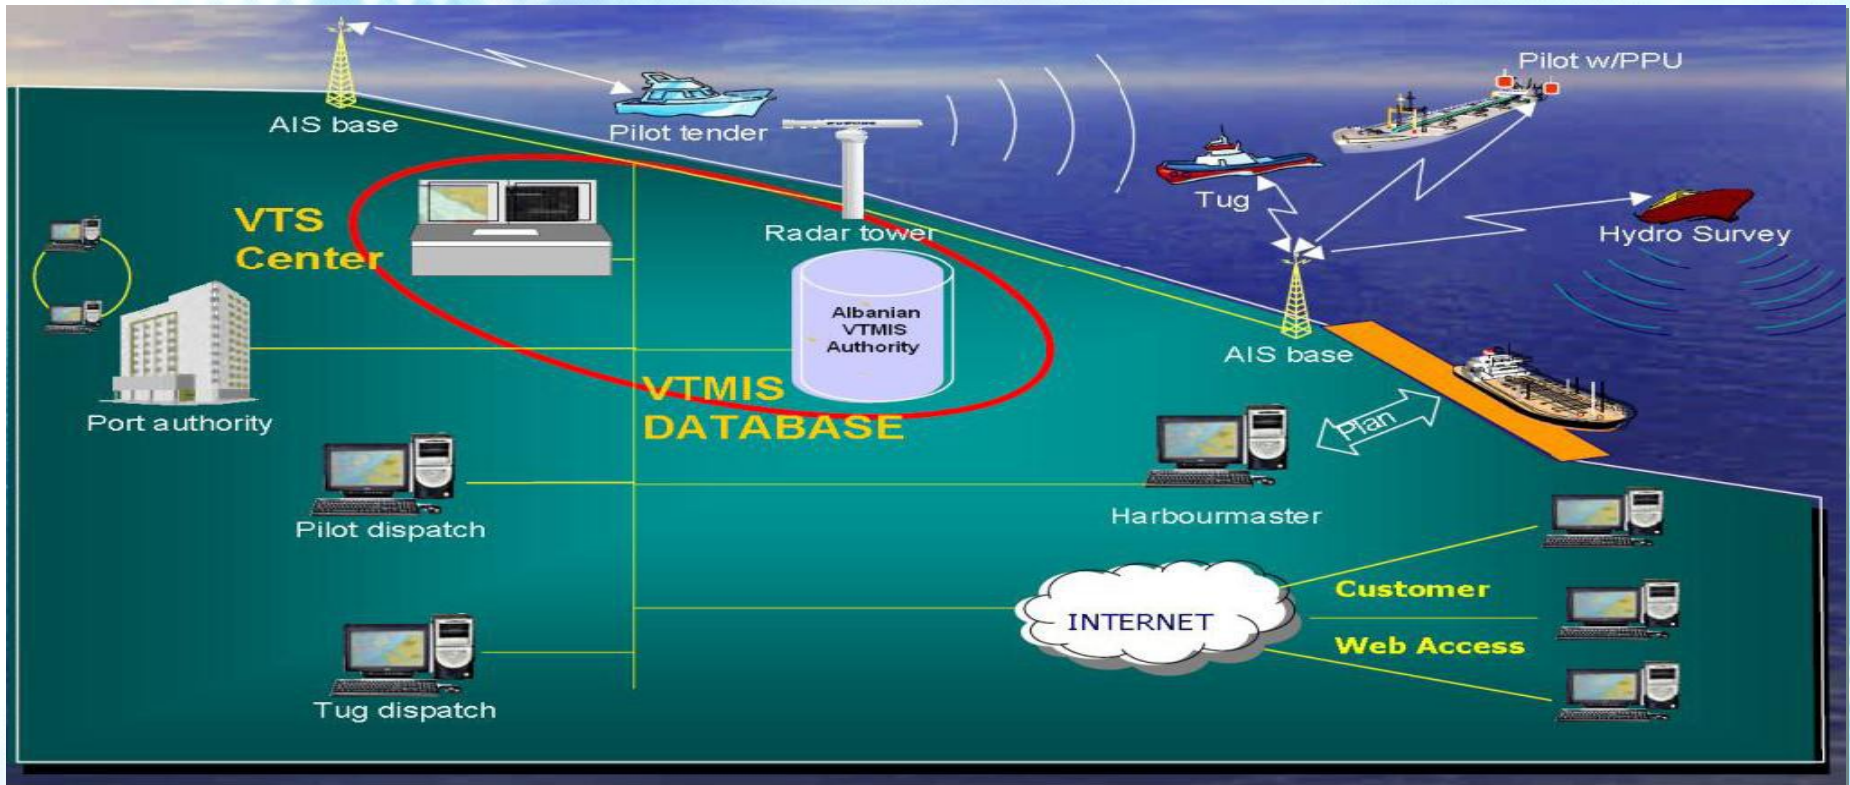 Pilot w/PPU
AIS base
Pilot tender
Tug
VTS
Center
Radar tower
Hydro Survey
Albanian
VTMIS
Authority
AIS base
VTMIS
DATABASE
Port authority
Plan
Pilot dispatch
Harbourmaster
Customer
INTERNET
Web Access
Tug dispatch